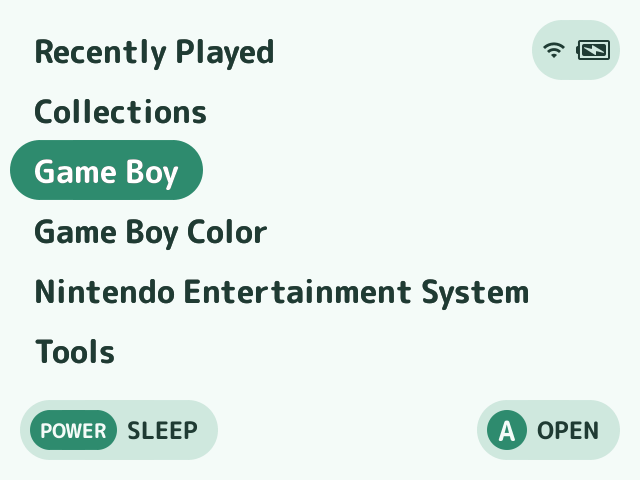 Recently Played
Collections
Game Boy
Game Boy Color
Nintendo Entertainment System
Tools
POWER SLEEP
A OPEN